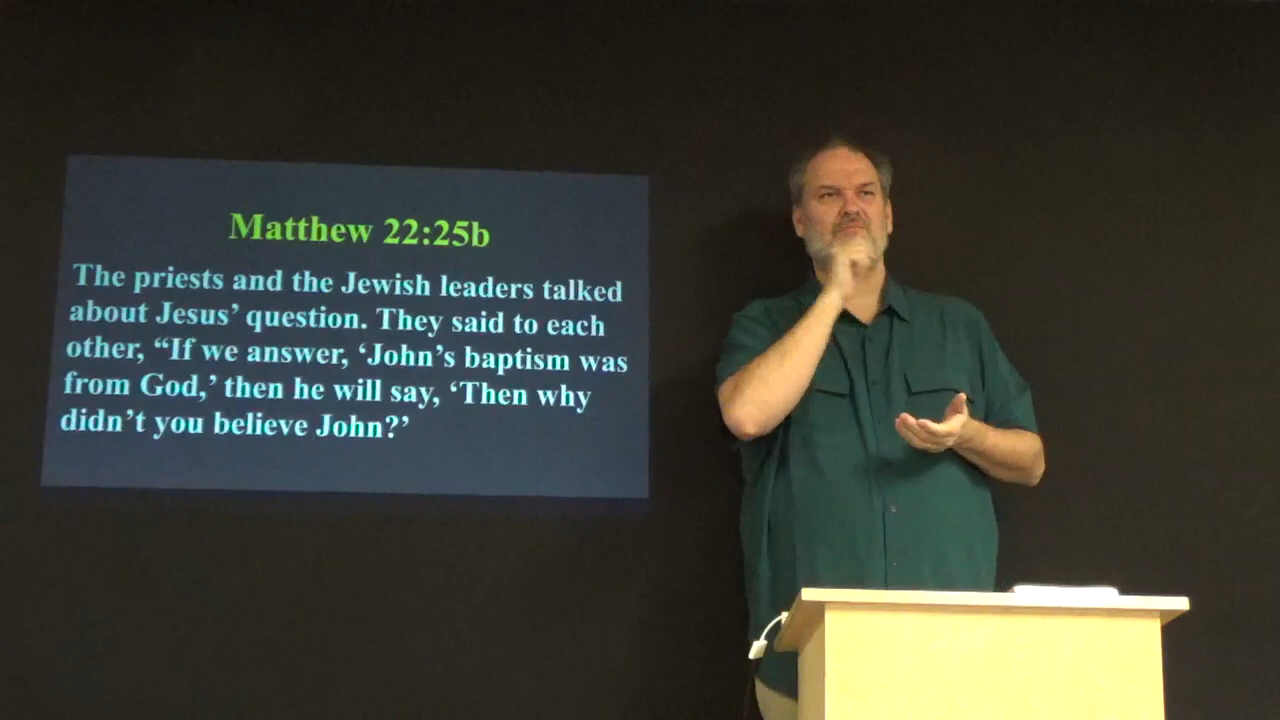 Matthew 22:25b
The priests and the Jewish leaders talked
about Jesus’ question. They said to each
other, “If we answer, ‘John’s baptism was
from God,’ then he will say, ‘Then why
didn’t you believe John?’